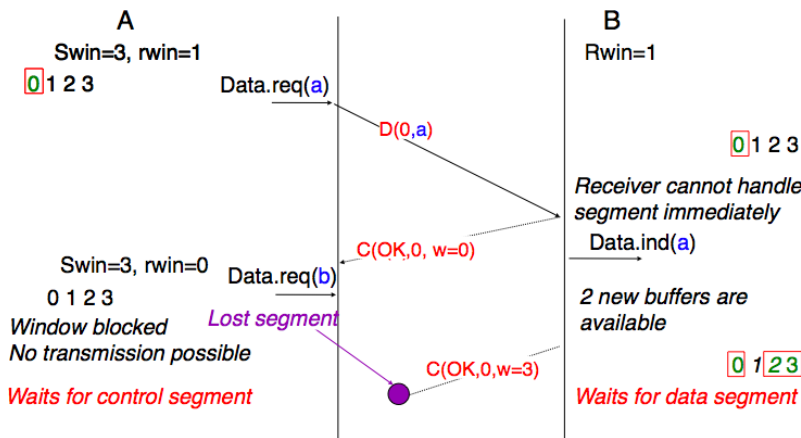 A
B
Swin=3, rwin=1
Rwin=1
0 1 2 3
Data.req(a)
D(0,a)
0 1 2 3
Receiver cannot handle
segment immediately
C(OK,0, w=0)
Data.ind(a)
Swin=3, rwin=0
Data.req(b)
0 1 2 3
2 new buffers are
available
Lost segment
Window blocked
No transmission possible
C(OK,0,w=3)
0 1 2 3
Waits for control segment
Waits for data segment